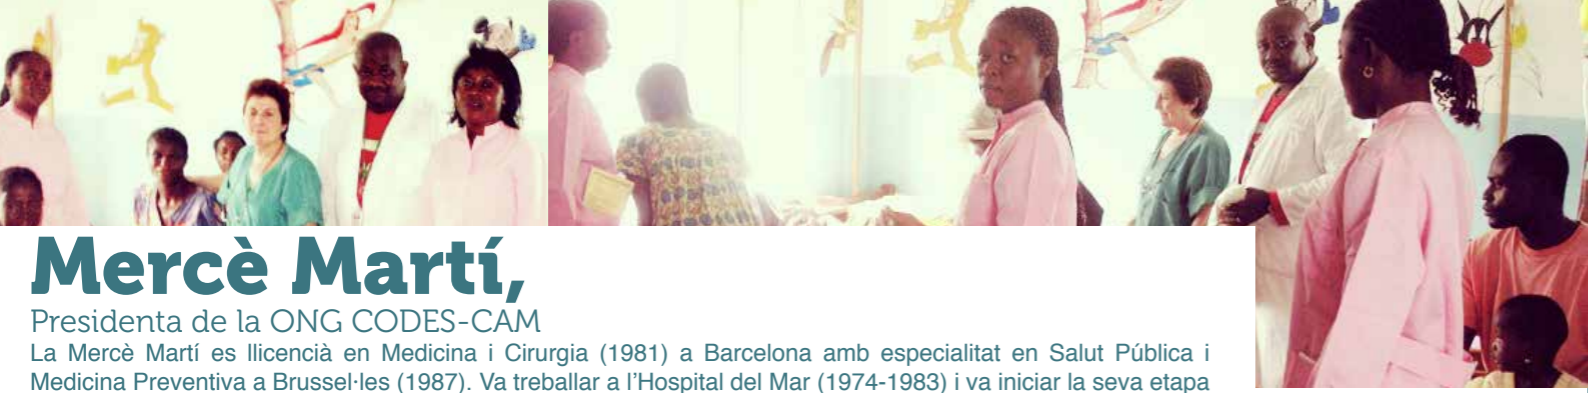 Mercè Martí,
Presidenta de la ONG CODES-CAM
La Mercè Martí es llicencià en Medicina i Cirurgia (1981) a Barcelona amb especialitat en Salut Pública i
Medicina Preventiva a Brussel·les (1987). Va treballar a l’Hospital del Mar (1974-1983) i va iniciar la seva etapa